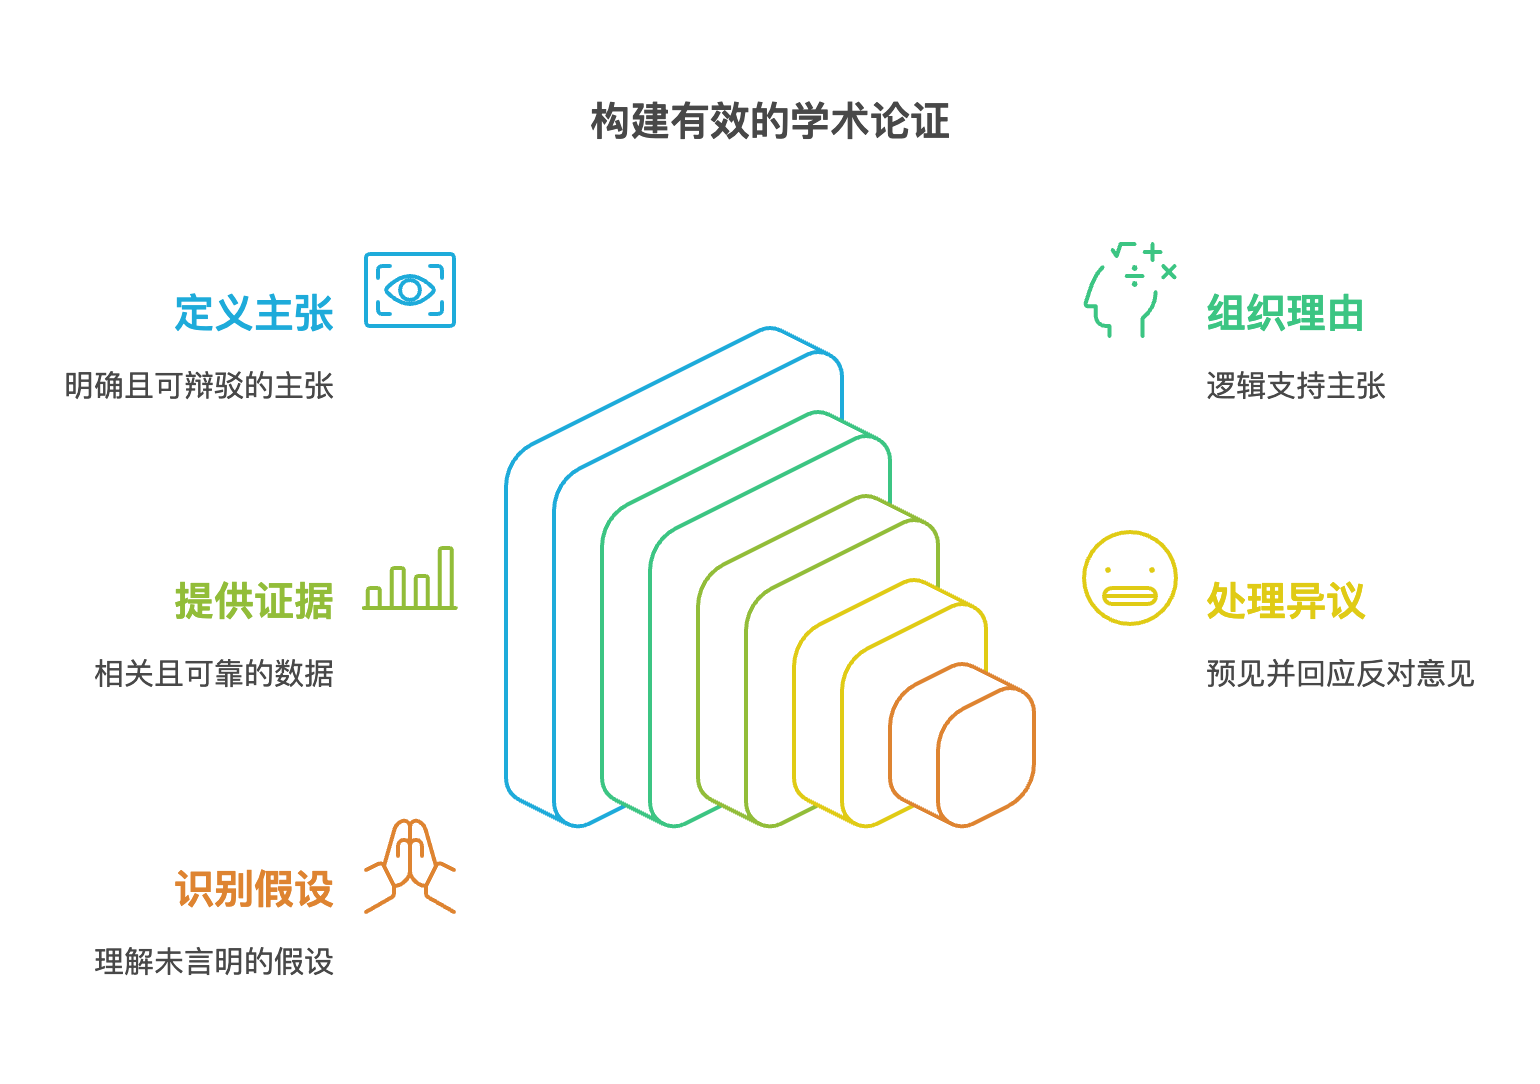 构建有效的学术论证
定义主张
明确且可辩驳的主张
组织理由
逻辑支持主张
提供证据
相关且可靠的数据
处理异议
预见并回应反对意见
识别假设
理解未言明的假设